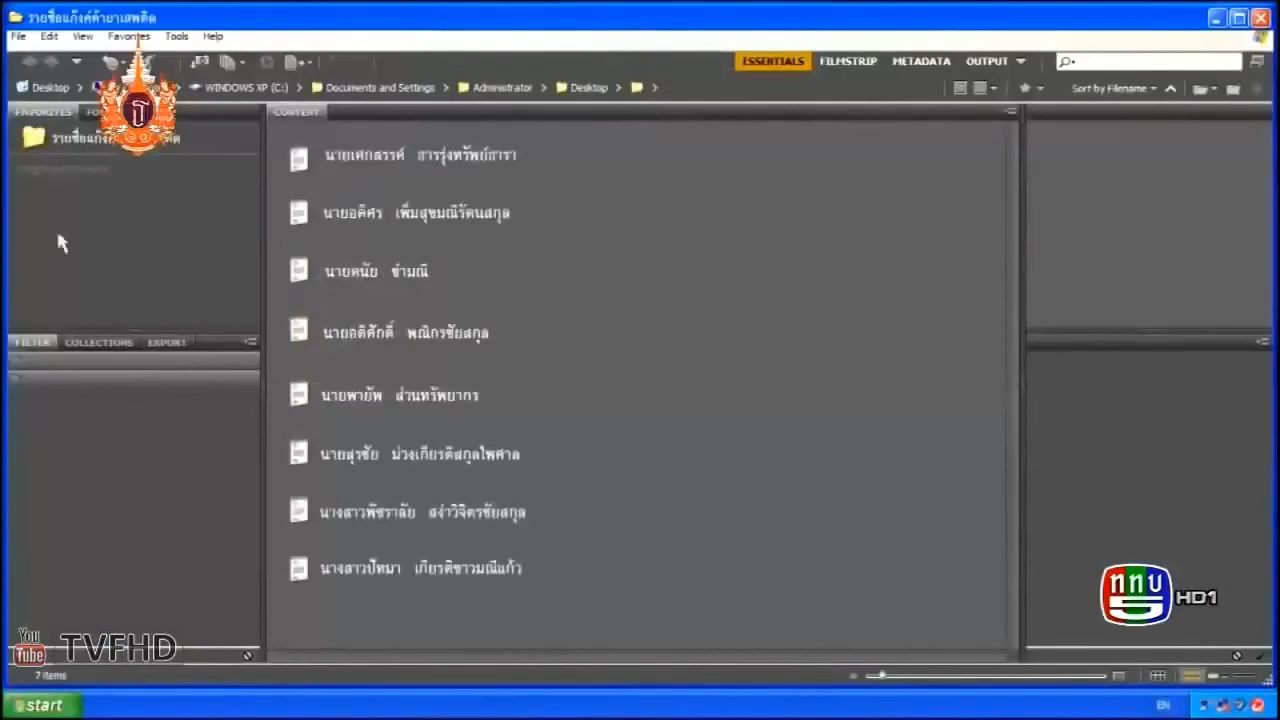 รายชื่อแก๊งค์ค้ายาเสพติด
File Edit View Favorites Tools Help
ESSENTIALS FILMSTRIP METADATA OUTPUT
Desktop WINDOWS XP (C:) Documents and Settings Administrator Desktop Sort by Filename
FAVORITES CONTENT
นายเศกสรรค์ ธารรุ่งทรัพย์ธารา
นายอดิศร เพิ่มสุขมณีรัตนสกุล
นายดนัย ขำมณี
นายอดิศักดิ์ พณิกรชัยสกุล
FILTER COLLECTIONS EXPORT
นายพายัพ ส่วนทรัพยากร
นายสุรชัย ม่วงเกียรติสกุลไพศาล
นางสาวพัชราลัย สง่าวิจิตรชัยสกุล
นางสาวปัทมา เกียรติขาวมณีแก้ว
ททบ 5 HD1
You Tube TVFHD
7 items
start EN